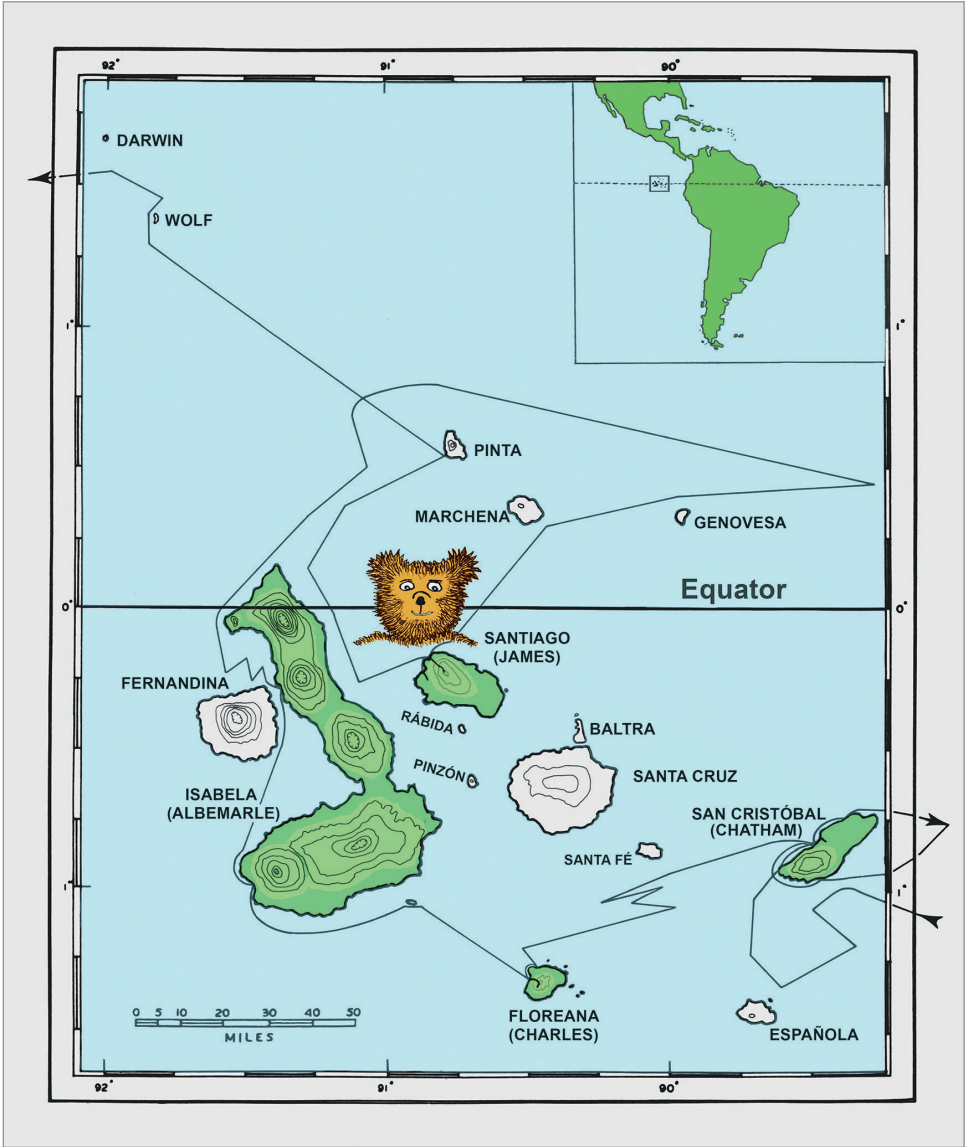 92°
91°
90°
DARWIN
WOLF
1°
1°
PINTA
MARCHENA
GENOVESA
Equator
0°
0°
SANTIAGO
(JAMES)
FERNANDINA
RÁBIDA
BALTRA
PINZÓN
SANTA CRUZ
ISABELA
(ALBEMARLE)
SAN CRISTÓBAL
(CHATHAM)
SANTA FÉ
1°
1°
0 5 10 20 30 40 50
MILES
FLOREANA
(CHARLES)
ESPAÑOLA
92°
91°
90°